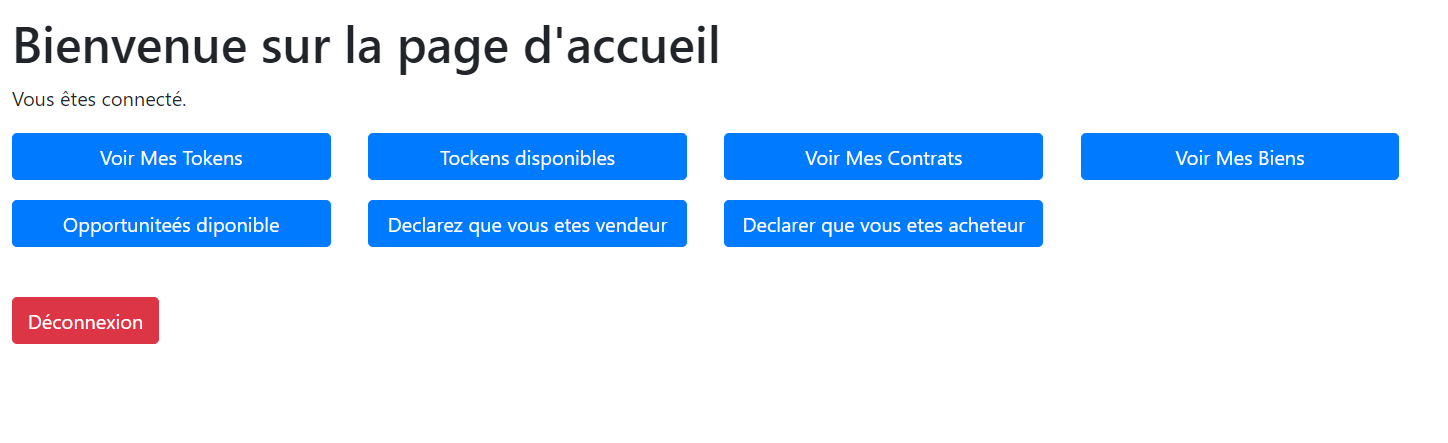 Bienvenue sur la page d'accueil
Vous êtes connecté.
Voir Mes Tokens
Tockens disponibles
Voir Mes Contrats
Voir Mes Biens
Opportuniteés diponible
Declarez que vous etes vendeur
Declarer que vous etes acheteur
Déconnexion